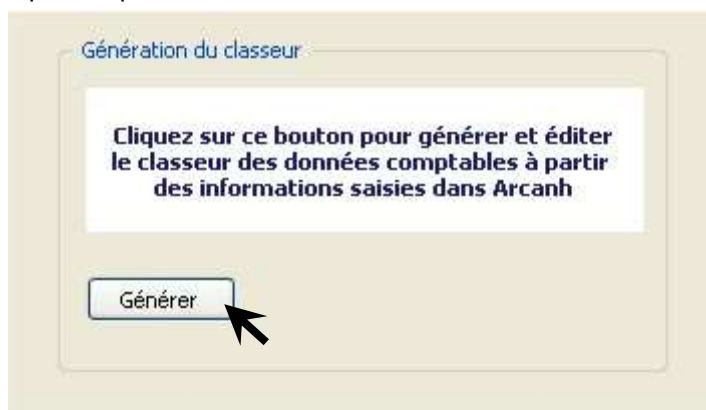 Génération du classeur
Cliquez sur ce bouton pour générer et éditer
le classeur des données comptables à partir
des informations saisies dans Arcanh
Générer